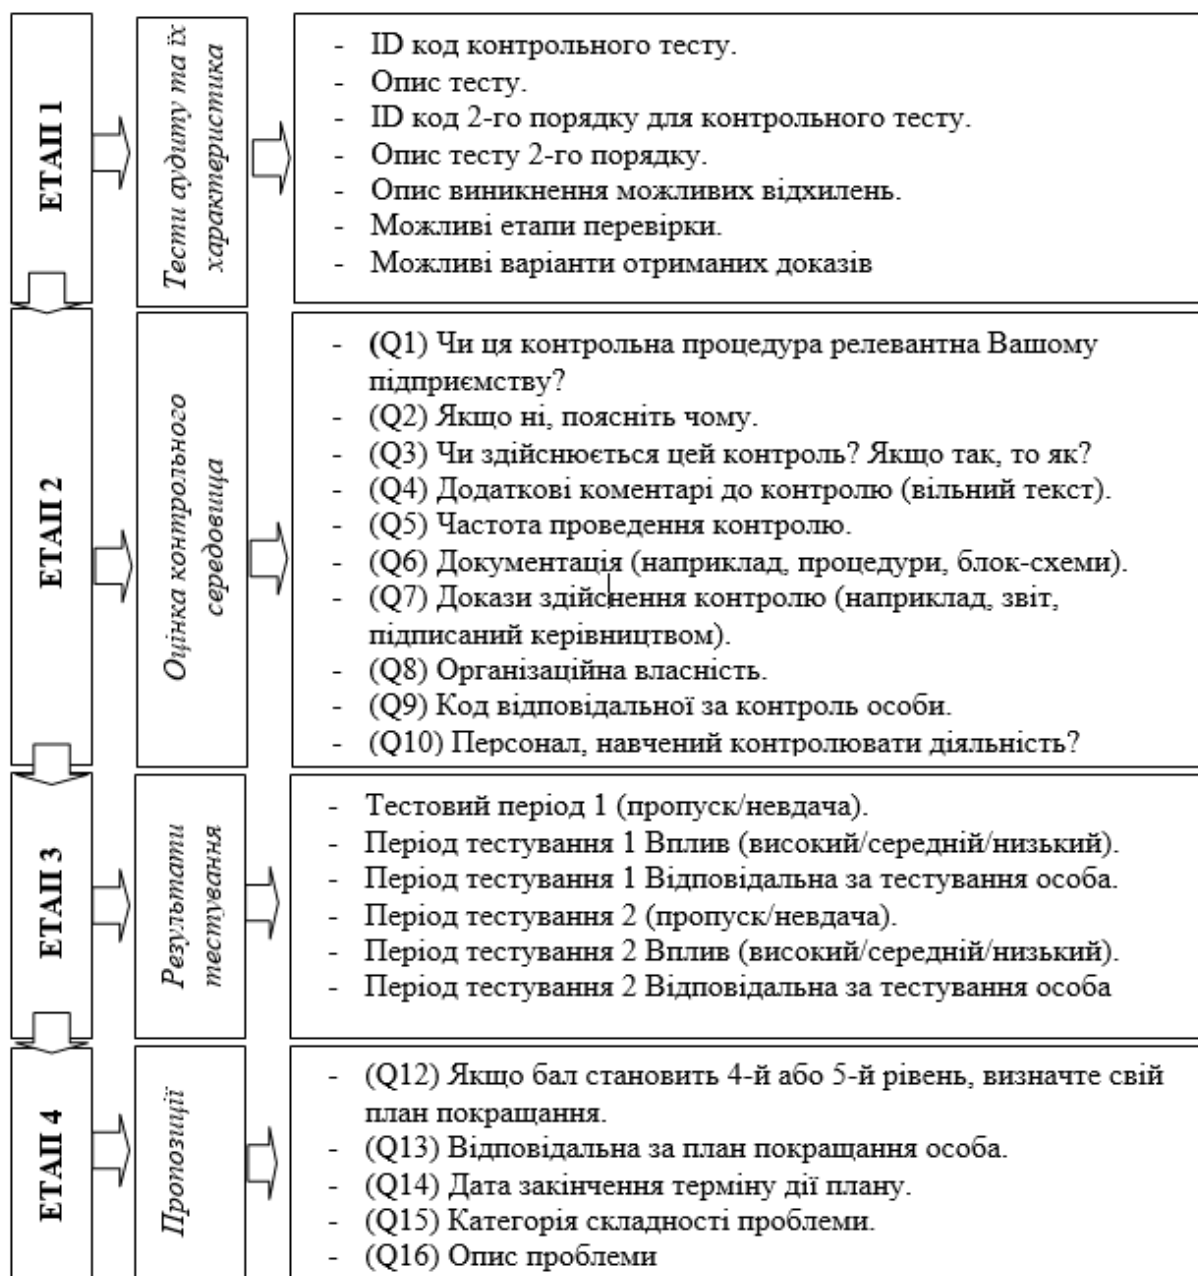 ЕТАП 1
Тести аудиту та їх
характеристика
- ID код контрольного тесту.
- Опис тесту.
- ID код 2-го порядку для контрольного тесту.
- Опис тесту 2-го порядку.
- Опис виникнення можливих відхилень.
- Можливі етапи перевірки.
- Можливі варіанти отриманих доказів
ЕТАП 2
Оцінка контрольного
середовища
- (Q1) Чи ця контрольна процедура релевантна Вашому
підприємству?
- (Q2) Якщо ні, поясніть чому.
- (Q3) Чи здійснюється цей контроль? Якщо так, то як?
- (Q4) Додаткові коментарі до контролю (вільний текст).
- (Q5) Частота проведення контролю.
- (Q6) Документація (наприклад, процедури, блок-схеми).
- (Q7) Докази здійснення контролю (наприклад, звіт,
підписаний керівництвом).
- (Q8) Організаційна власність.
- (Q9) Код відповідальної за контроль особи.
- (Q10) Персонал, навчений контролювати діяльність?
ЕТАП 3
Результати
тестування
- Тестовий період 1 (пропуск/невдача).
- Період тестування 1 Вплив (високий/середній/низький).
- Період тестування 1 Відповідальна за тестування особа.
- Період тестування 2 (пропуск/невдача).
- Період тестування 2 Вплив (високий/середній/низький).
- Період тестування 2 Відповідальна за тестування особа
ЕТАП 4
Пропозиції
- (Q12) Якщо бал становить 4-й або 5-й рівень, визначте свій
план покращання.
- (Q13) Відповідальна за план покращання особа.
- (Q14) Дата закінчення терміну дії плану.
- (Q15) Категорія складності проблеми.
- (Q16) Опис проблеми